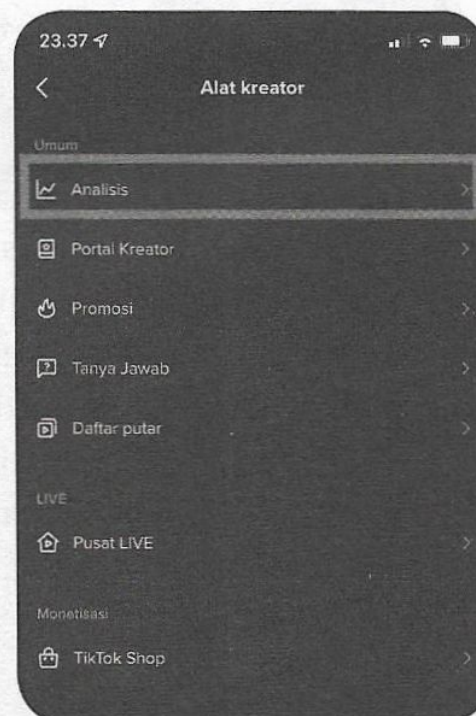 23.37
Alat kreator
Umum
Analisis
Portal Kreator
Promosi
Tanya Jawab
Daftar putar
LIVE
Pusat LIVE
Monetisasi
TikTok Shop